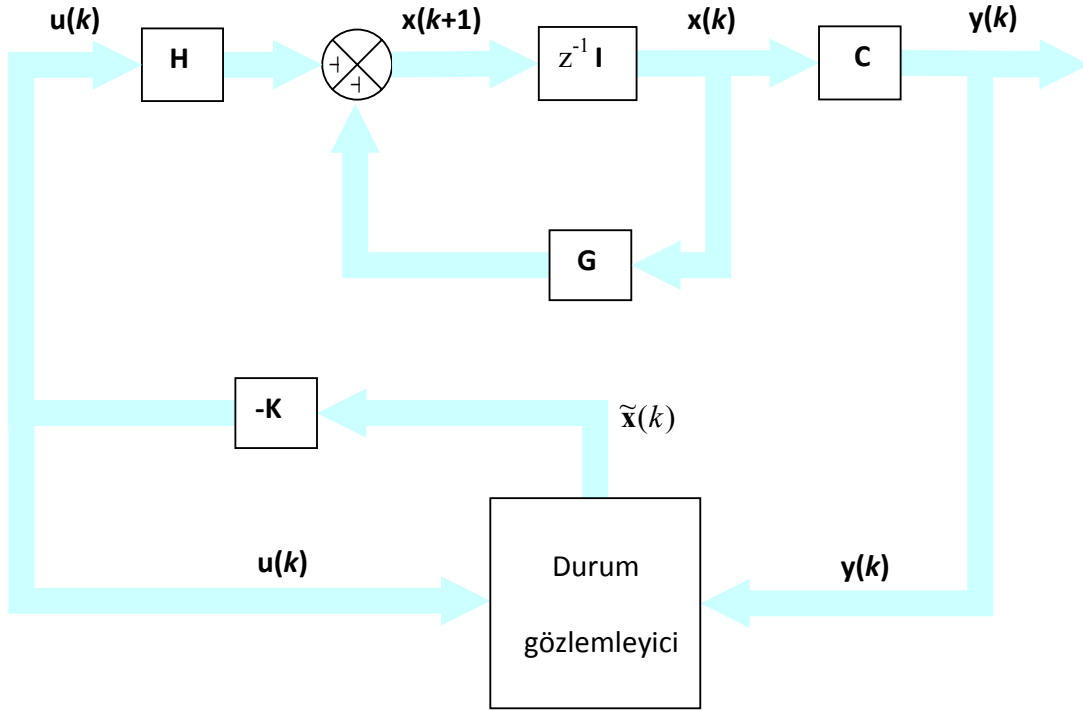 u(k)
x(k+1)
x(k)
y(k)
H
z⁻¹ I
C
G
-K
x̃(k)
u(k)
Durum
gözlemleyici
y(k)